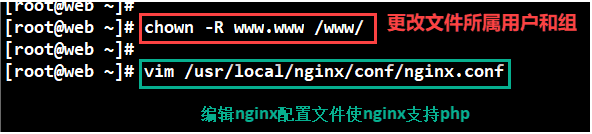 [root@web ~]#
[root@web ~]# chown -R www.www /www/ 更改文件所属用户和组
[root@web ~]#
[root@web ~]# vim /usr/local/nginx/conf/nginx.conf
编辑nginx配置文件使nginx支持php